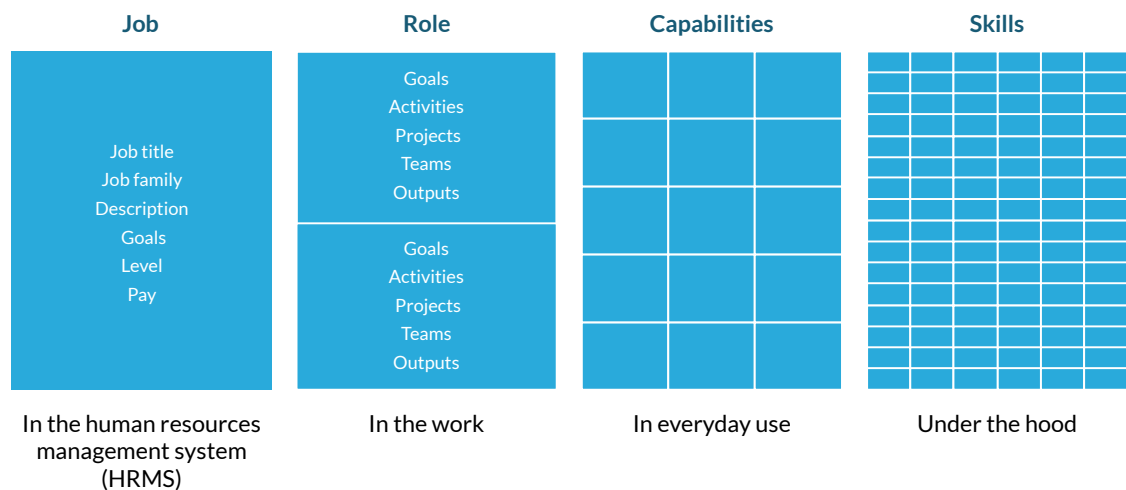 Job
Job title
Job family
Description
Goals
Level
Pay
In the human resources
management system
(HRMS)
Role
Goals
Activities
Projects
Teams
Outputs
Goals
Activities
Projects
Teams
Outputs
In the work
Capabilities
In everyday use
Skills
Under the hood